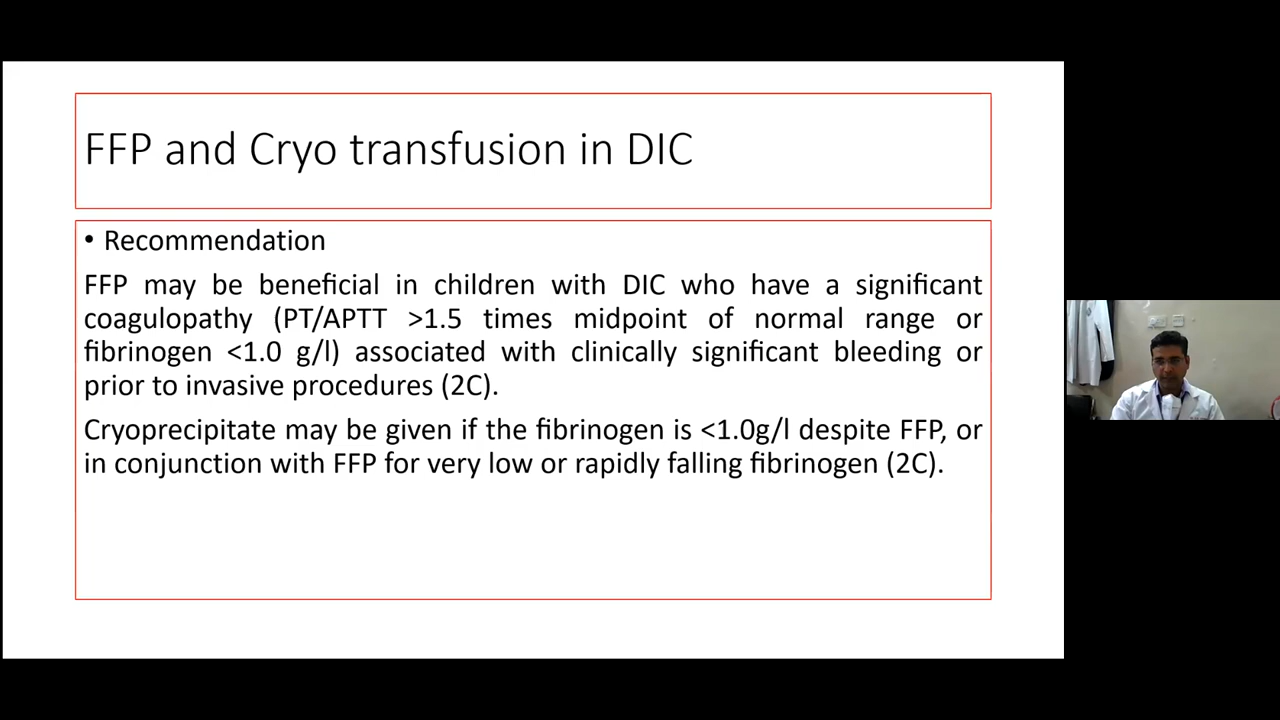 FFP and Cryo transfusion in DIC
• Recommendation
FFP may be beneficial in children with DIC who have a significant
coagulopathy (PT/APTT >1.5 times midpoint of normal range or
fibrinogen <1.0 g/l) associated with clinically significant bleeding or
prior to invasive procedures (2C).
Cryoprecipitate may be given if the fibrinogen is <1.0g/l despite FFP, or
in conjunction with FFP for very low or rapidly falling fibrinogen (2C).